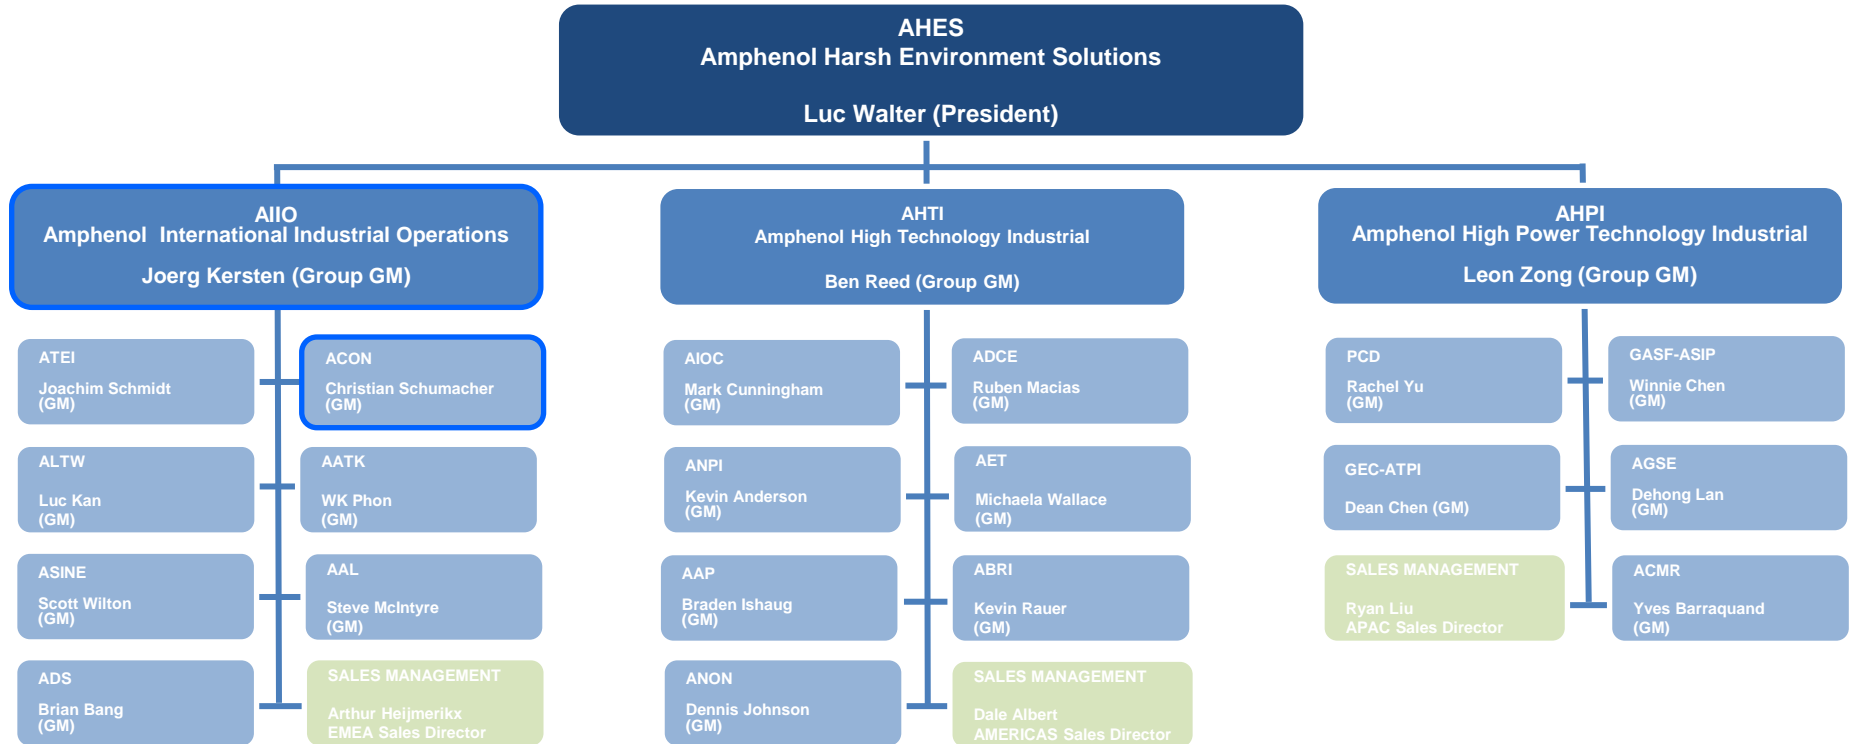 AHES
Amphenol Harsh Environment Solutions
Luc Walter (President)
AIIO
Amphenol International Industrial Operations
Joerg Kersten (Group GM)
AHTI
Amphenol High Technology Industrial
Ben Reed (Group GM)
AHPI
Amphenol High Power Technology Industrial
Leon Zong (Group GM)
ATEI
Joachim Schmidt
(GM)
ACON
Christian Schumacher
(GM)
ALTW
Luc Kan
(GM)
AATK
WK Phon
(GM)
ASINE
Scott Wilton
(GM)
AAL
Steve McIntyre
(GM)
ADS
Brian Bang
(GM)
SALES MANAGEMENT
Arthur Heijmerikx
EMEA Sales Director
AIOC
Mark Cunningham
(GM)
ADCE
Ruben Macias
(GM)
ANPI
Kevin Anderson
(GM)
AET
Michaela Wallace
(GM)
AAP
Braden Ishaug
(GM)
ABRI
Kevin Rauer
(GM)
ANON
Dennis Johnson
(GM)
SALES MANAGEMENT
Dale Albert
AMERICAS Sales Director
PCD
Rachel Yu
(GM)
GASF-ASIP
Winnie Chen
(GM)
GEC-ATPI
Dean Chen (GM)
AGSE
Dehong Lan
(GM)
SALES MANAGEMENT
Ryan Liu
APAC Sales Director
ACMR
Yves Barraquand
(GM)